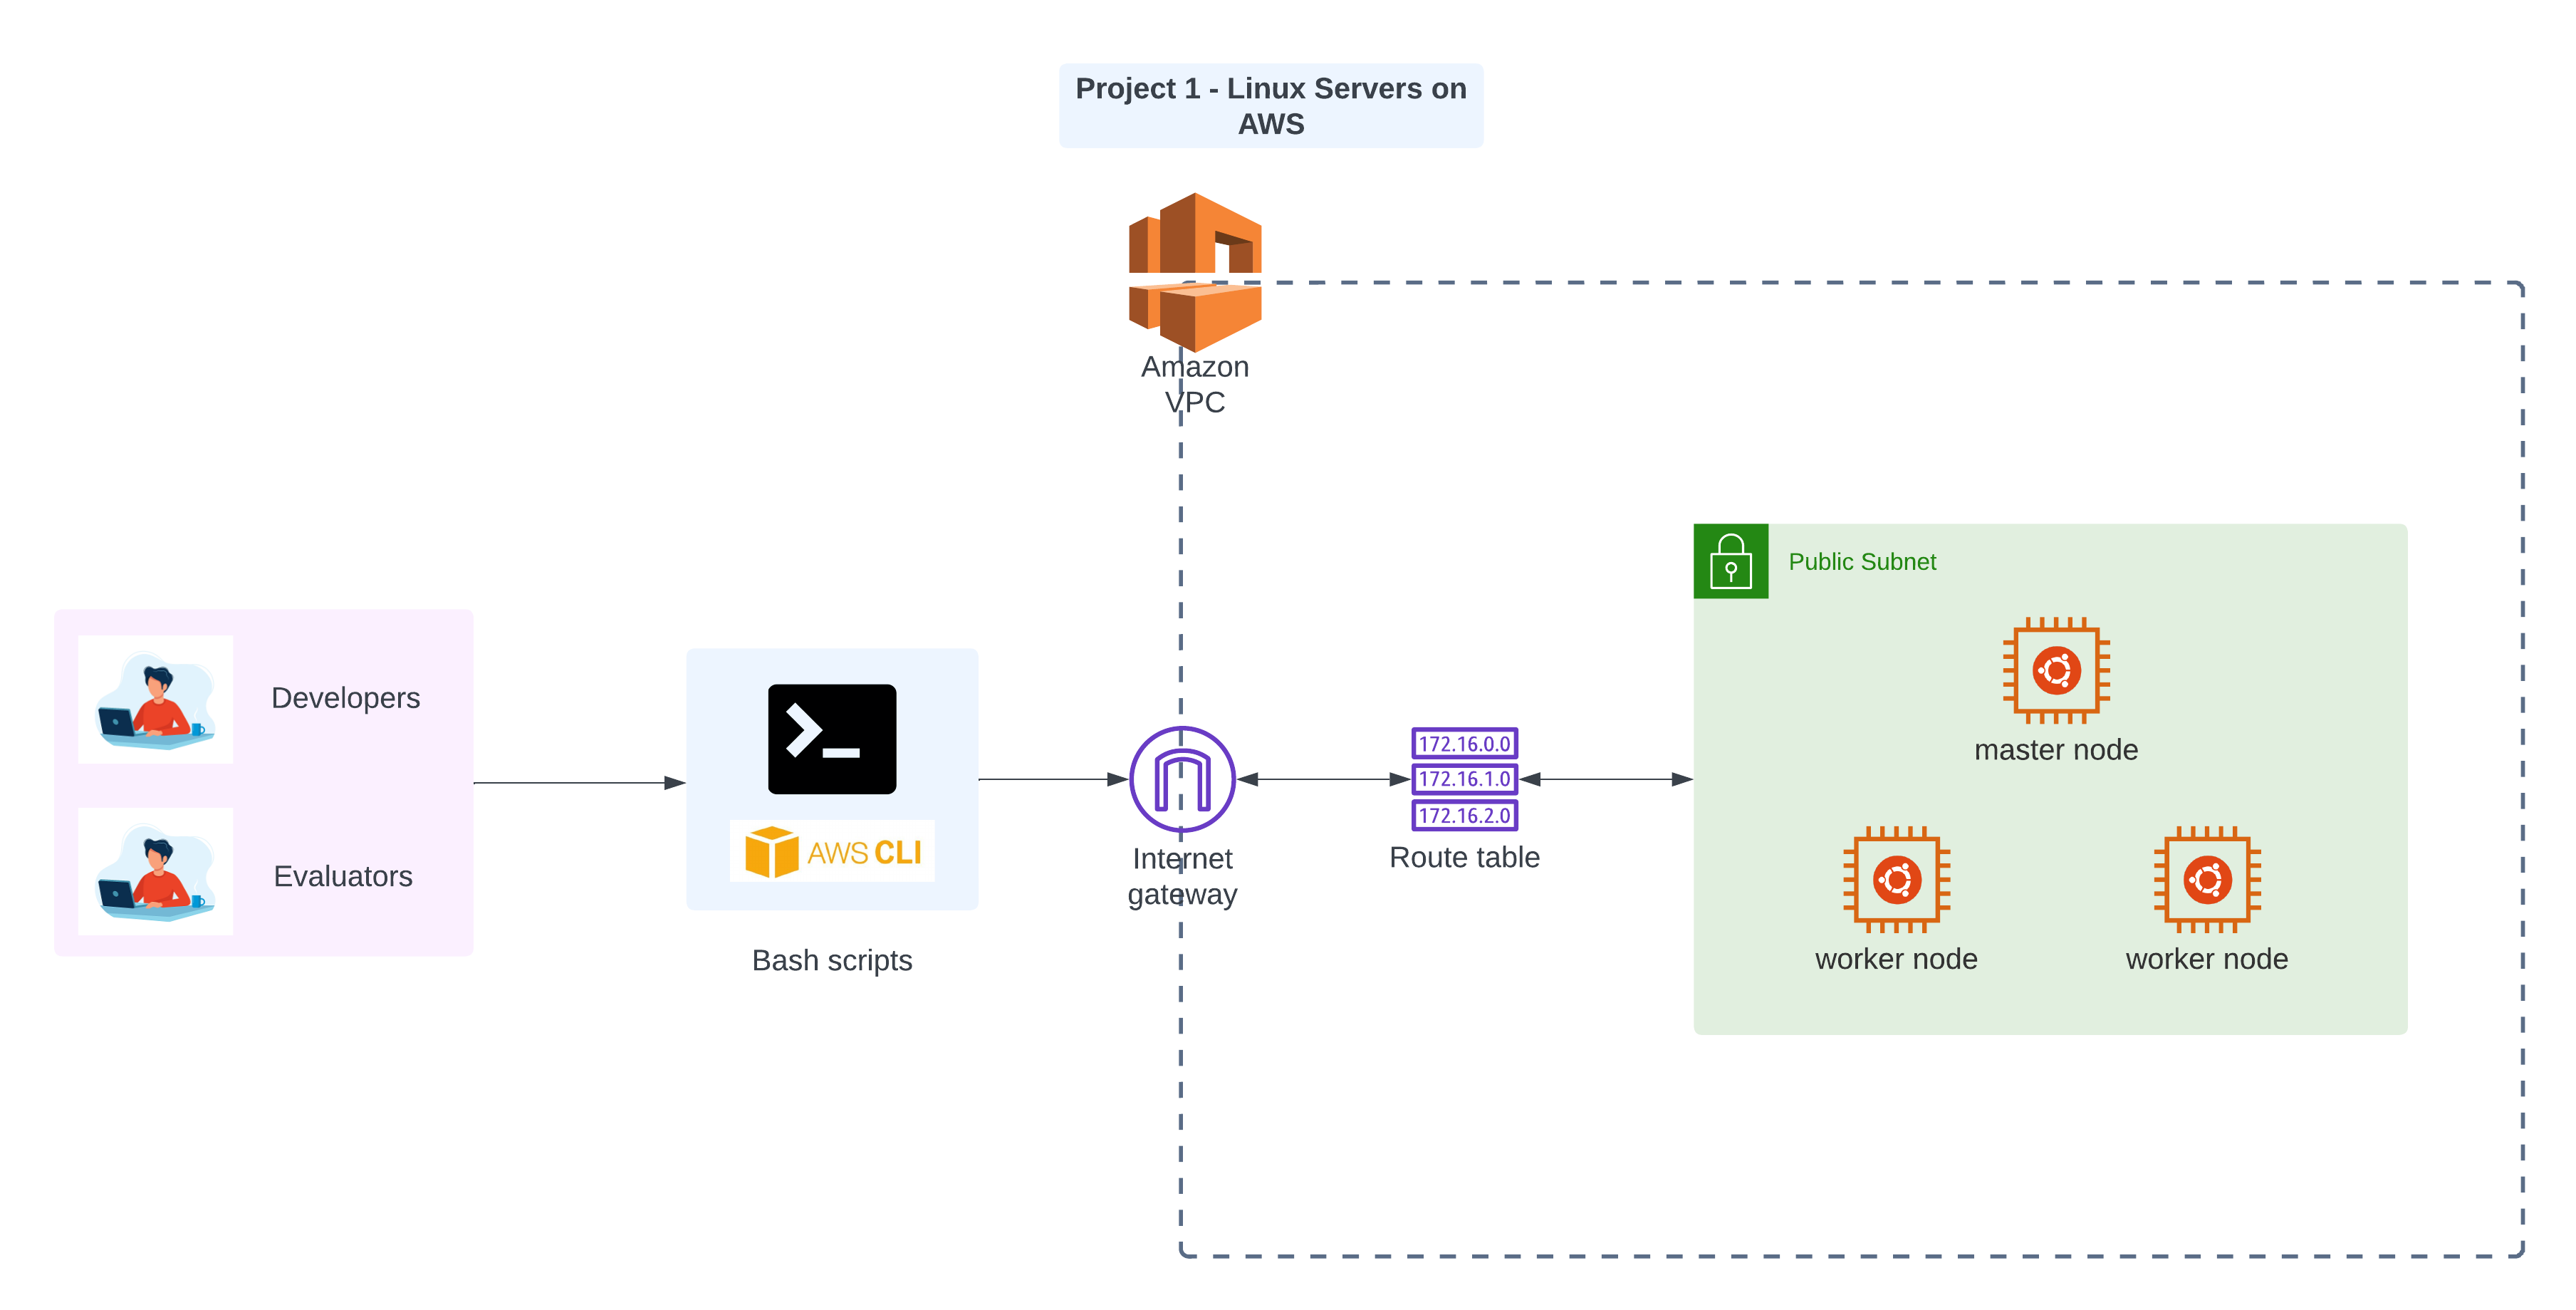 Project 1 - Linux Servers on
AWS
Amazon
VPC
Public Subnet
Developers
Evaluators
AWS CLI
Bash scripts
Internet
gateway
172.16.0.0
172.16.1.0
172.16.2.0
Route table
master node
worker node
worker node